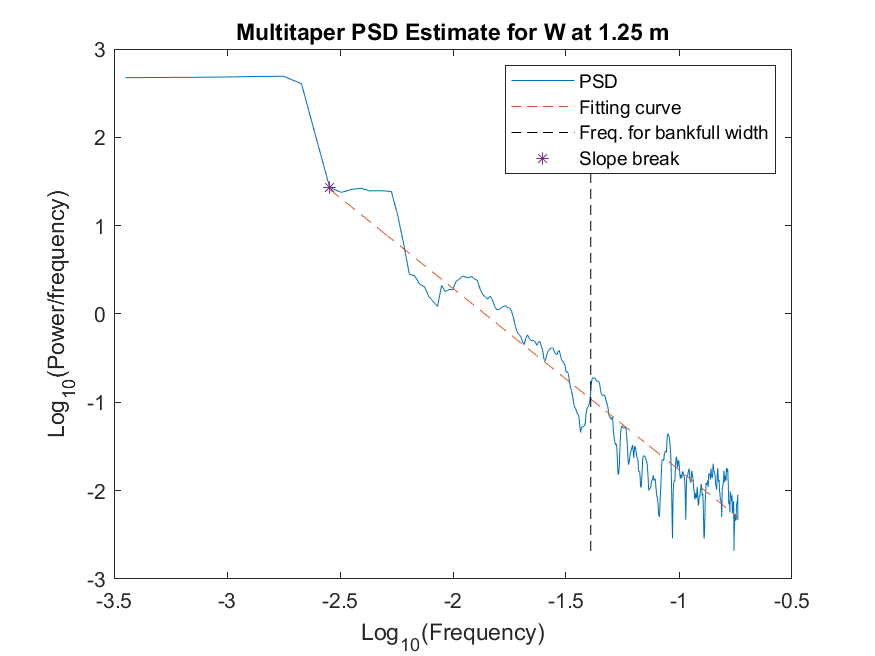 Multitaper PSD Estimate for W at 1.25 m
PSD
Fitting curve
Freq. for bankfull width
Slope break
3
2
1
0
-1
-2
-3
Log10(Power/frequency)
-3.5 -3 -2.5 -2 -1.5 -1 -0.5
Log10(Frequency)